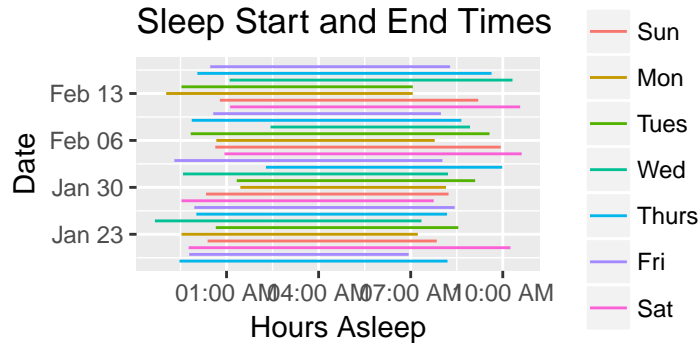 Sleep Start and End Times
Date
Feb 13
Feb 06
Jan 30
Jan 23
01:00 AM 04:00 AM 07:00 AM 10:00 AM
Hours Asleep
Sun
Mon
Tues
Wed
Thurs
Fri
Sat